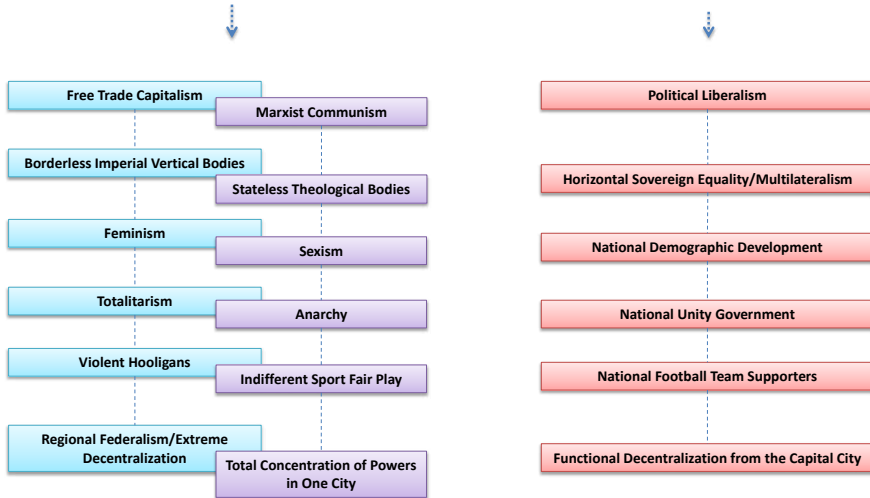 Free Trade Capitalism
Marxist Communism
Political Liberalism
Borderless Imperial Vertical Bodies
Stateless Theological Bodies
Horizontal Sovereign Equality/Multilateralism
Feminism
Sexism
National Demographic Development
Totalitarism
Anarchy
National Unity Government
Violent Hooligans
Indifferent Sport Fair Play
National Football Team Supporters
Regional Federalism/Extreme
Decentralization
Total Concentration of Powers
in One City
Functional Decentralization from the Capital City